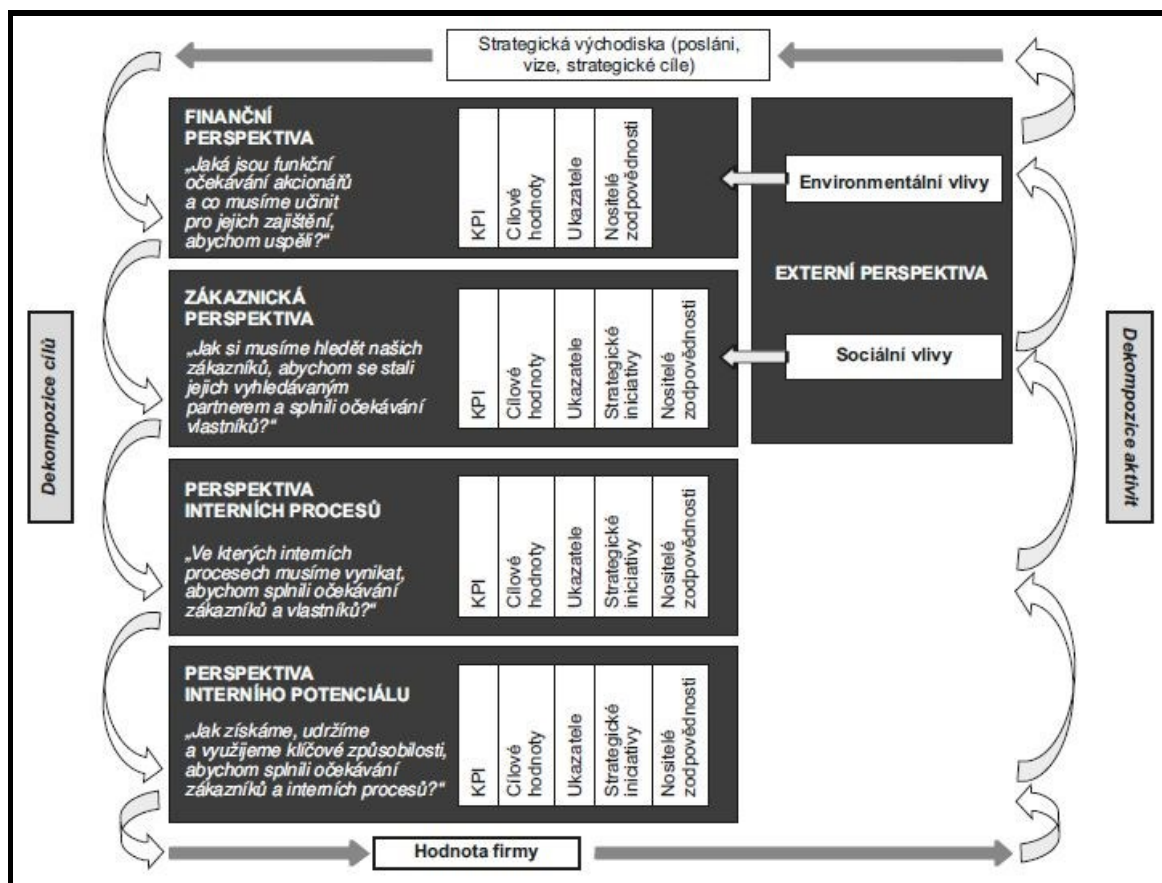 Strategická východiska (posláni,
vize, strategické cíle)
FINANČNÍ
PERSPEKTIVA
„Jaká jsou funkční
očekávání akcionářů
a co musíme učinit
pro jejich zajištění,
abychom uspěli?“
KPI
Cílové
hodnoty
Ukazatele
Nositelé
zodpovědnosti
Environmentální vlivy
EXTERNÍ PERSPEKTIVA
Sociální vlivy
ZÁKAZNICKÁ
PERSPEKTIVA
„Jak si musíme hledět našich
zákazníků, abychom se stali
jejich vyhledávaným
partnerem a splnili očekávání
vlastníků?“
KPI
Cílové
hodnoty
Ukazatele
Strategické
iniciativy
Nositelé
zodpovědnosti
Dekompozice cílů
Dekompozice aktivit
PERSPEKTIVA
INTERNÍCH PROCESŮ
„Ve kterých interních
procesech musíme vynikat,
abychom splnili očekávání
zákazníků a vlastníků?“
KPI
Cílové
hodnoty
Ukazatele
Strategické
iniciativy
Nositelé
zodpovědnosti
PERSPEKTIVA
INTERNÍHO POTENCIÁLU
„Jak získáme, udržíme
a využijeme klíčové způsobilosti,
abychom splnili očekávání
zákazníků a interních procesů?“
KPI
Cílové
hodnoty
Ukazatele
Strategické
iniciativy
Nositelé
zodpovědnosti
Hodnota firmy